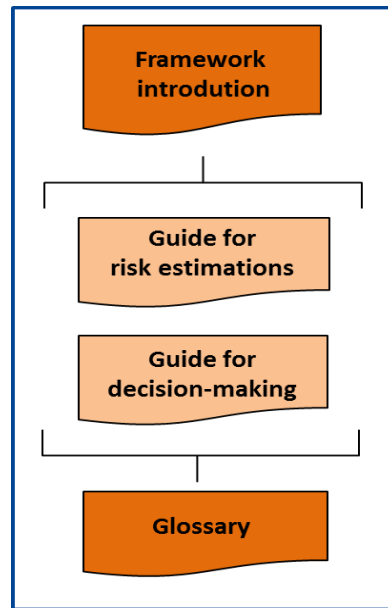 Framework
introdution
Guide for
risk estimations
Guide for
decision-making
Glossary